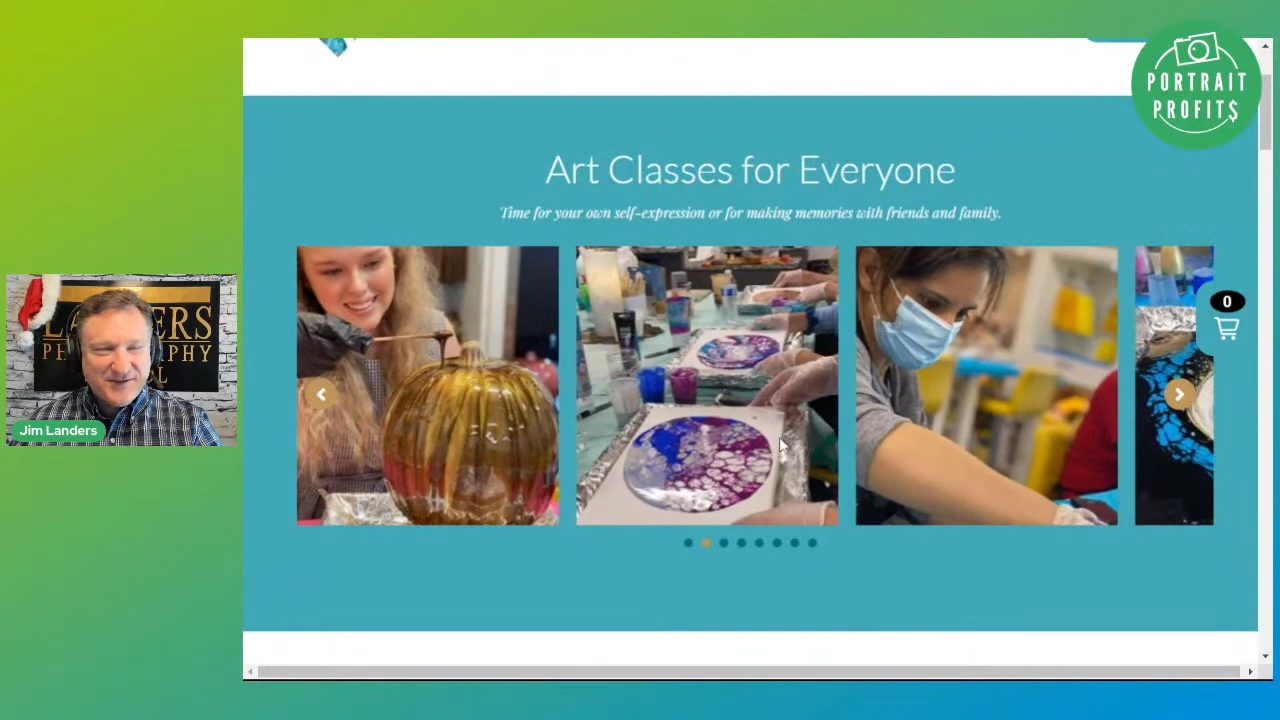 PORTRAIT
PROFIT$
Art Classes for Everyone
Time for your own self-expression or for making memories with friends and family.
0
Jim Landers